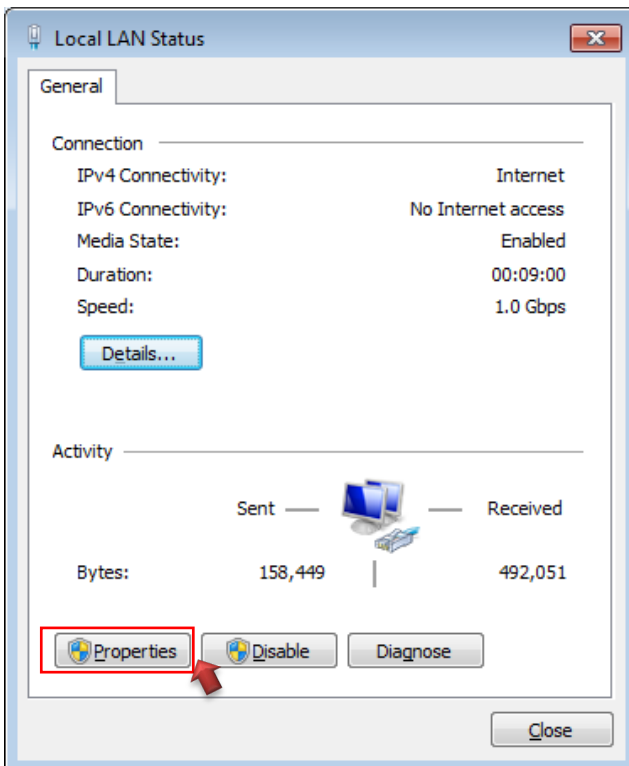 Local LAN Status
General
Connection
IPv4 Connectivity: Internet
IPv6 Connectivity: No Internet access
Media State: Enabled
Duration: 00:09:00
Speed: 1.0 Gbps
Details...
Activity
Sent Received
Bytes: 158,449 492,051
Properties Disable Diagnose
Close